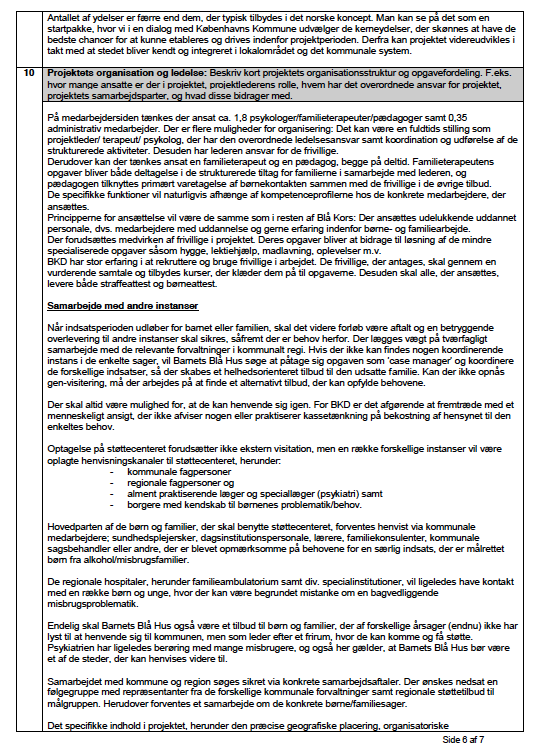 Antallet af ydelser er færre end dem, der typisk tilbydes i det norske koncept. Man kan se på det som en
startpakke, hvor vi i en dialog med Københavns Kommune udvælger de kerneydelser, der skønnes at have de
bedste chancer for at kunne etableres og drives indenfor projektperioden. Derfra kan projektet videreudvikles i
takt med at stedet bliver kendt og integreret i lokalområdet og det kommunale system.
10 Projektets organisation og ledelse: Beskriv kort projektets organisationsstruktur og opgavefordeling. F.eks.
hvor mange ansatte er der i projektet, projektlederens rolle, hvem har det overordnede ansvar for projektet,
projektets samarbejdsparter, og hvad disse bidrager med.
På medarbejdersiden tænkes der ansat ca. 1,8 psykologer/familieterapeuter/pædagoger samt 0,35
administrativ medarbejder. Der er flere muligheder for organisering: Det kan være en fuldtids stilling som
projektleder/ terapeut/ psykolog, der har den overordnede ledelsesansvar samt koordination og udførelse af de
strukturerede aktiviteter. Desuden har lederen ansvar for de frivillige.
Derudover kan der tænkes ansat en familieterapeut og en pædagog, begge på deltid. Familieterapeutens
opgaver bliver både deltagelse i de strukturerede tiltag for familierne i samarbejde med lederen, og
pædagogen tilknyttes primært varetagelse af børnekontakten sammen med de frivillige i de øvrige tilbud.
De specifikke funktioner vil naturligvis afhænge af kompetenceprofilerne hos de konkrete medarbejdere, der
ansættes.
Principperne for ansættelse vil være de samme som i resten af Blå Kors: Der ansættes udelukkende uddannet
personale, dvs. medarbejdere med uddannelse og gerne erfaring indenfor børne- og familiearbejde.
Der forudsættes medvirken af frivillige i projektet. Deres opgaver bliver at bidrage til løsning af de mindre
specialiserede opgaver såsom hygge, lektiehjælp, madlavning, oplevelser m.v.
BKD har stor erfaring i at rekruttere og bruge frivillige i arbejdet. De frivillige, der antages, skal gennem en
vurderende samtale og tilbydes kurser, der klæder dem på til opgaverne. Desuden skal alle, der ansættes,
levere både straffeattest og børneattest.
Samarbejde med andre instanser
Når indsatsperioden udløber for barnet eller familien, skal det videre forløb være aftalt og en betryggende
overlevering til andre instanser skal sikres, såfremt der er behov herfor. Der lægges vægt på tværfagligt
samarbejde med de relevante forvaltninger i kommunalt regi. Hvis der ikke kan findes nogen koordinerende
instans i de enkelte sager, vil Barnets Blå Hus søge at påtage sig opgaven som 'case manager' og koordinere
de forskellige indsatser, så der skabes et helhedsorienteret tilbud til den udsatte familie. Kan der ikke opnås
gen-visitering, må der arbejdes på at finde et alternativt tilbud, der kan opfylde behovene.
Der skal altid være mulighed for, at de kan henvende sig igen. For BKD er det afgørende at fremtræde med et
menneskeligt ansigt, der ikke afviser nogen eller praktiserer kassetænkning på bekostning af hensynet til den
enkeltes behov.
Optagelse på støttecentret forudsætter ikke ekstern visitation, men en række forskellige instanser vil være
oplagte henvisningskanaler til støttecenteret, herunder:
- kommunale fagpersoner
- regionale fagpersoner og
- alment praktiserende læger og speciallæger (psykiatri) samt
- borgere med kendskab til børnenes problematik/behov.
Hovedparten af de børn og familier, der skal benytte støttecentret, forventes henvist via kommunale
medarbejdere; sundhedsplejersker, dagsinstitutionspersonale, lærere, familiekonsulenter, kommunale
sagsbehandler eller andre, der er blevet opmærksomme på behovene for en særlig indsats, der er målrettet
børn fra alkohol/misbrugsfamilier.
De regionale hospitaler, herunder familieambulatorium samt div. specialinstitutioner, vil ligeledes have kontakt
med en række børn og unge, hvor der kan være begrundet mistanke om en bagvedliggende
misbrugsproblematik.
Endelig skal Barnets Blå Hus også være et tilbud til børn og familier, der af forskellige årsager (endnu) ikke har
lyst til at henvende sig til kommunen, men som leder efter et frirum, hvor de kan komme og få støtte.
Psykiatrien har ligeledes berøring med mange misbrugere, og også her gælder, at Barnets Blå Hus bør være
et af de steder, der kan henvises videre til.
Samarbejdet med kommune og region søges sikret via konkrete samarbejdsaftaler. Der ønskes nedsat en
følgegruppe med repræsentanter fra de forskellige kommunale forvaltninger samt regionale støttetilbud til
målgruppen. Herudover forventes et samarbejde om de konkrete børne/familiesager.
Det specifikke indhold i projektet, herunder den præcise geografiske placering, organisatoriske
Side 6 af 7